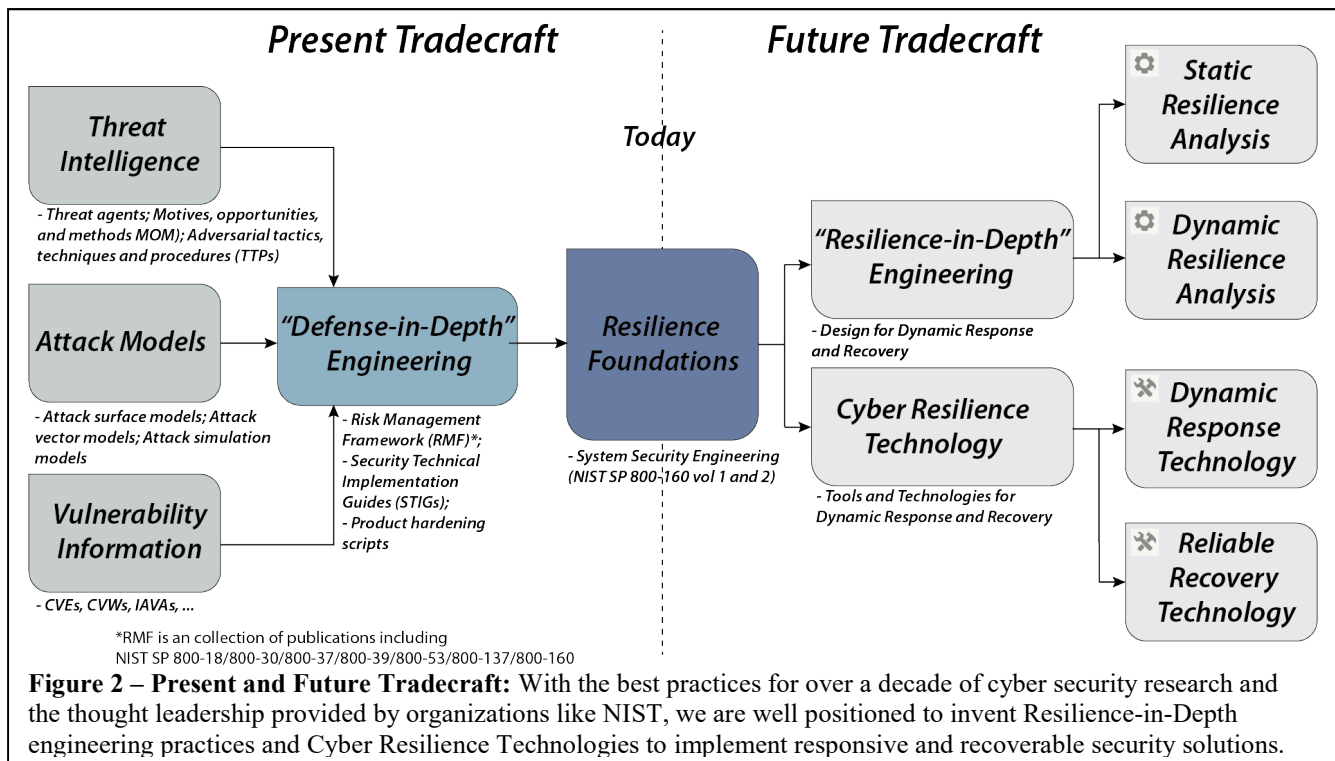 Present Tradecraft
Future Tradecraft
Today
Threat
Intelligence
- Threat agents; Motives, opportunities,
and methods MOM); Adversarial tactics,
techniques and procedures (TTPs)
Attack Models
- Attack surface models; Attack
vector models; Attack simulation
models
Vulnerability
Information
- CVEs, CVWs, IAVAs, ...
“Defense-in-Depth”
Engineering
- Risk Management
Framework (RMF)*;
- Security Technical
Implementation
Guides (STIGs);
- Product hardening
scripts
Resilience
Foundations
- System Security Engineering
(NIST SP 800-160 vol 1 and 2)
“Resilience-in-Depth”
Engineering
- Design for Dynamic Response
and Recovery
Cyber Resilience
Technology
- Tools and Technologies for
Dynamic Response and Recovery
Static
Resilience
Analysis
Dynamic
Resilience
Analysis
Dynamic
Response
Technology
Reliable
Recovery
Technology
*RMF is an collection of publications including
NIST SP 800-18/800-30/800-37/800-39/800-53/800-137/800-160
Figure 2 – Present and Future Tradecraft: With the best practices for over a decade of cyber security research and
the thought leadership provided by organizations like NIST, we are well positioned to invent Resilience-in-Depth
engineering practices and Cyber Resilience Technologies to implement responsive and recoverable security solutions.